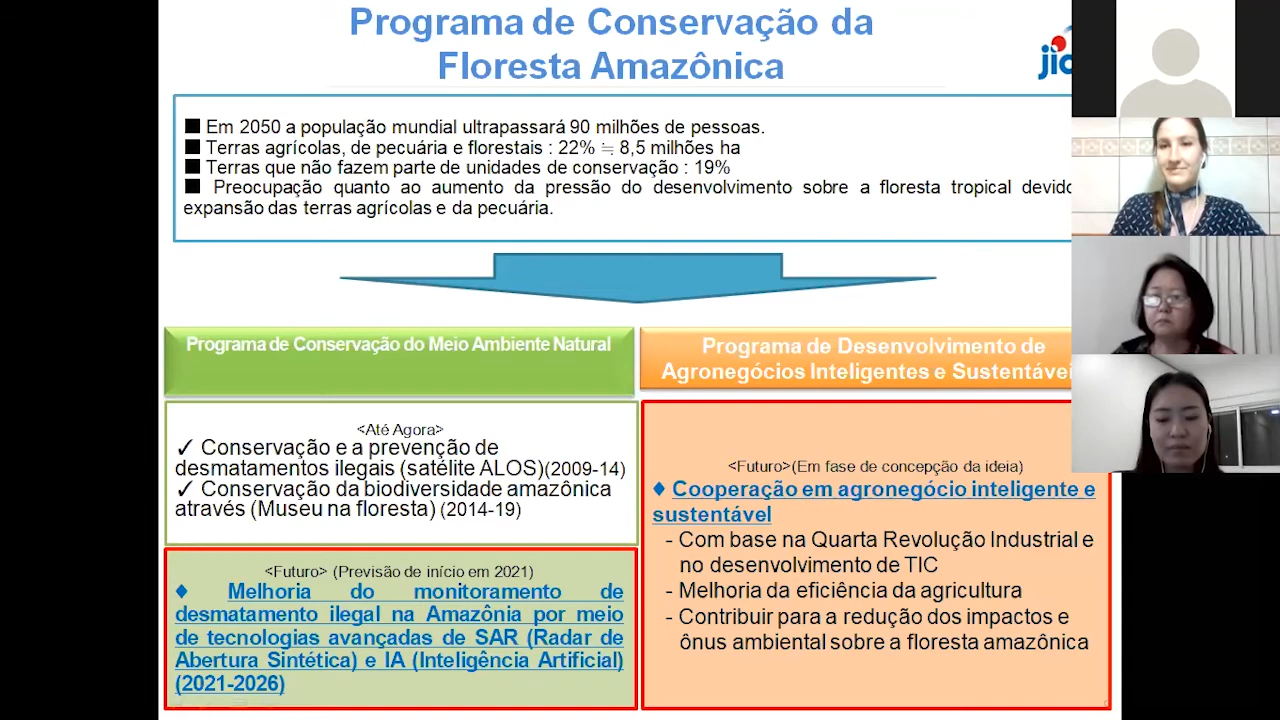 Programa de Conservação da
Floresta Amazônica
■ Em 2050 a população mundial ultrapassará 90 milhões de pessoas.
■ Terras agrícolas, de pecuária e florestais : 22% ≒ 8,5 milhões ha
■ Terras que não fazem parte de unidades de conservação : 19%
■ Preocupação quanto ao aumento da pressão do desenvolvimento sobre a floresta tropical devido
expansão das terras agrícolas e da pecuária.
Programa de Conservação do Meio Ambiente Natural
Programa de Desenvolvimento de
Agronegócios Inteligentes e Sustentávei
<Até Agora>
✓ Conservação e a prevenção de
desmatamentos ilegais (satélite ALOS)(2009-14)
✓ Conservação da biodiversidade amazônica
através (Museu na floresta) (2014-19)
<Futuro> (Previsão de início em 2021)
♦ Melhoria do monitoramento de
desmatamento ilegal na Amazônia por meio
de tecnologias avançadas de SAR (Radar de
Abertura Sintética) e IA (Inteligência Artificial)
(2021-2026)
<Futuro>(Em fase de concepção da ideia)
♦ Cooperação em agronegócio inteligente e
sustentável
- Com base na Quarta Revolução Industrial e
no desenvolvimento de TIC
- Melhoria da eficiência da agricultura
- Contribuir para a redução dos impactos e
ônus ambiental sobre a floresta amazônica